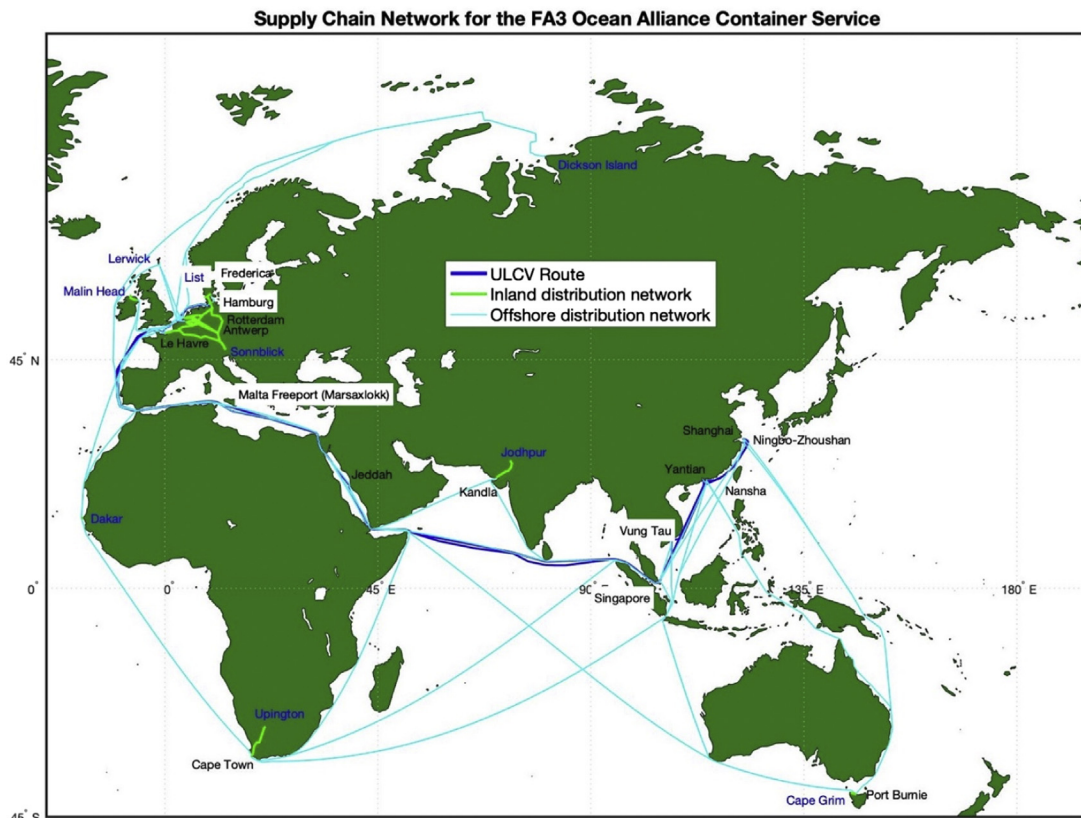 Supply Chain Network for the FA3 Ocean Alliance Container Service
Dickson Island
Lerwick
List
Frederica
Malin Head
Hamburg
ULCV Route
Inland distribution network
Offshore distribution network
Rotterdam
Antwerp
Le Havre
Sonnblick
45° N
Malta Freeport (Marsaxlokk)
Shanghai
Ningbo-Zhoushan
Jodhpur
Jeddah
Yantian
Kandla
Nansha
Dakar
Vung Tau
0°
0°
45° E
90° E
135° E
180° E
Singapore
Upington
Cape Town
Cape Grim
Port Burnie
45° S